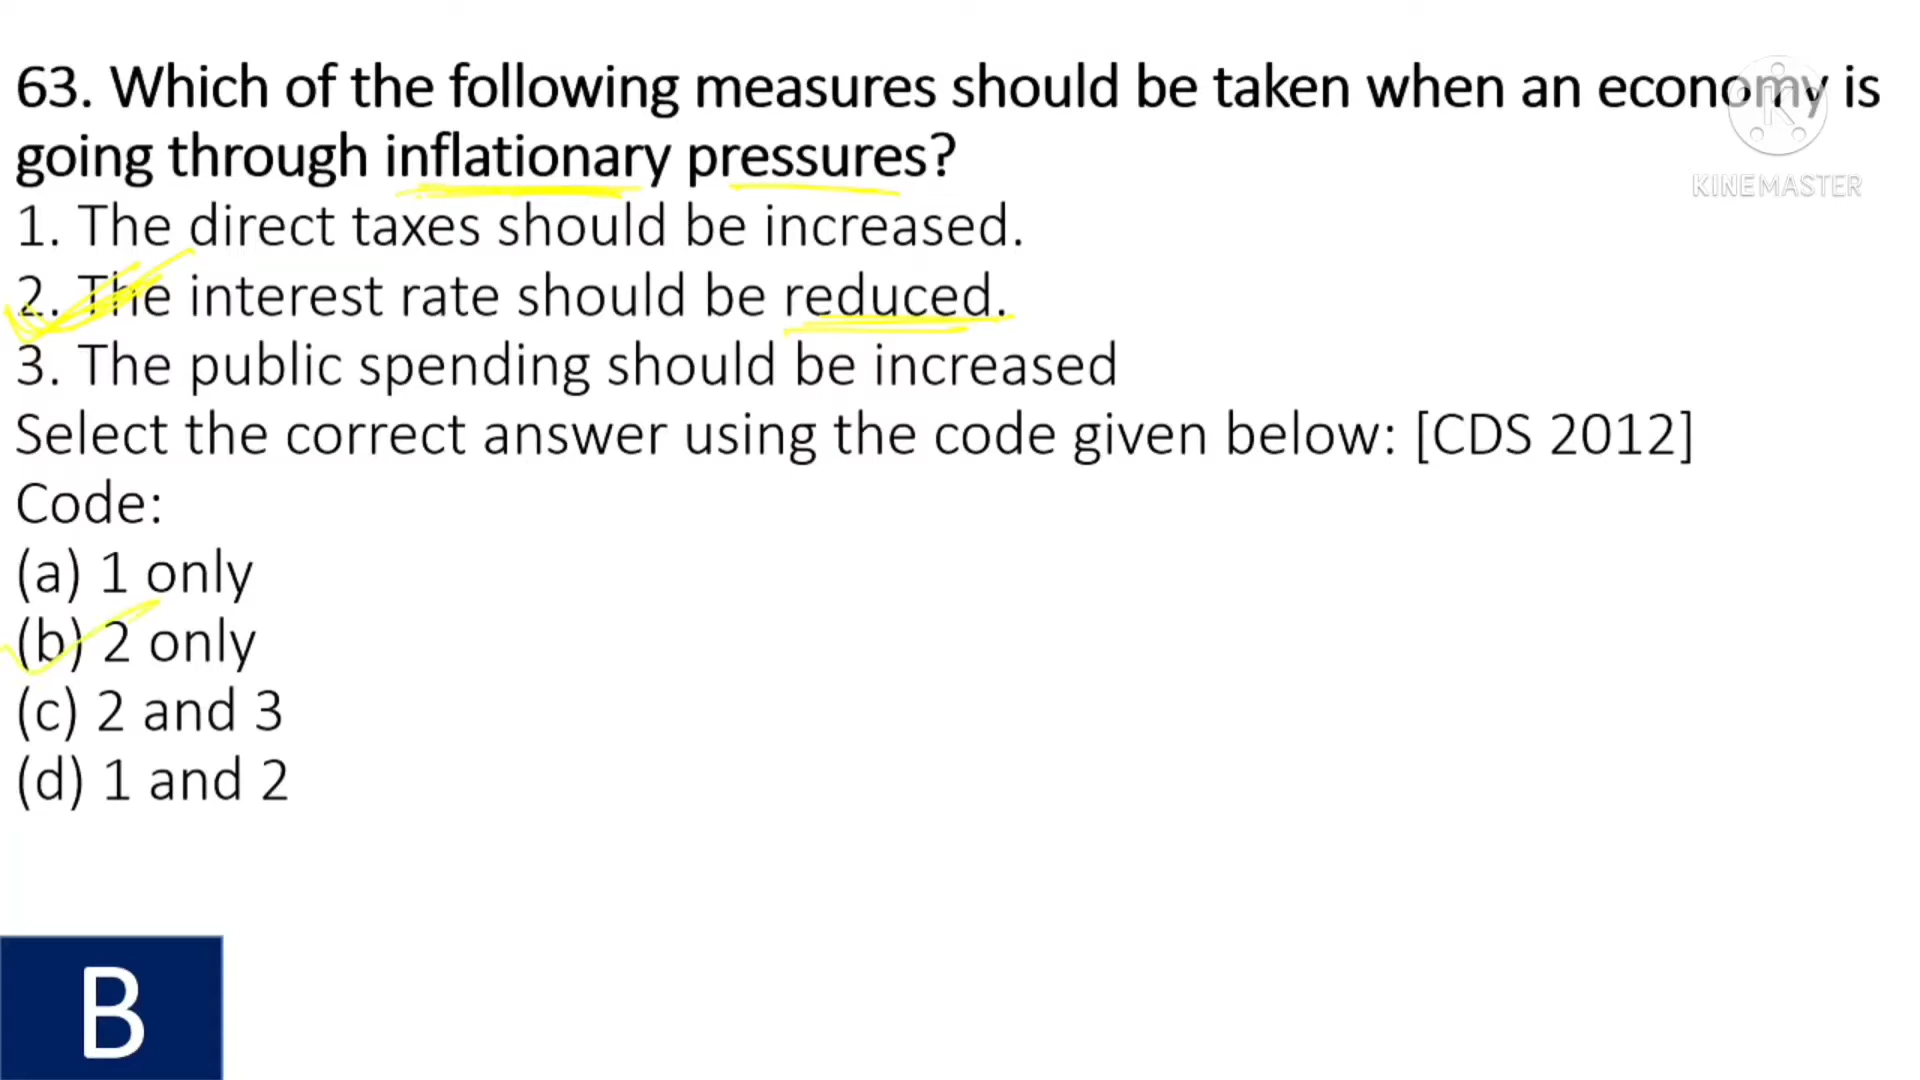 63. Which of the following measures should be taken when an economy is
going through inflationary pressures?
KINEMASTER
1. The direct taxes should be increased.
2. The interest rate should be reduced.
3. The public spending should be increased
Select the correct answer using the code given below: [CDS 2012]
Code:
(a) 1 only
(b) 2 only
(c) 2 and 3
(d) 1 and 2
B